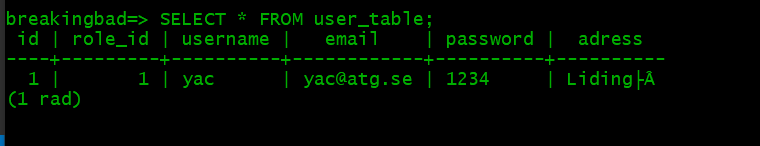 breakingbad=> SELECT * FROM user_table;
 id | role_id | username |   email    | password |  adress
----+---------+----------+------------+----------+----------
  1 |       1 | yac      | yac@atg.se | 1234     | Liding├Â
(1 rad)